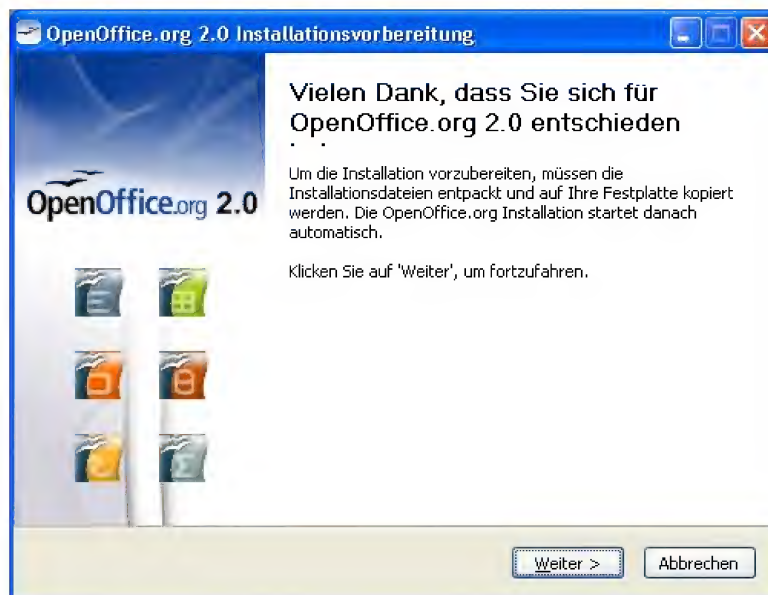 OpenOffice.org 2.0 Installationsvorbereitung
OpenOffice.org 2.0
Vielen Dank, dass Sie sich für
OpenOffice.org 2.0 entschieden
Um die Installation vorzubereiten, müssen die
Installationsdateien entpackt und auf Ihre Festplatte kopiert
werden. Die OpenOffice.org Installation startet danach
automatisch.
Klicken Sie auf 'Weiter', um fortzufahren.
Weiter >
Abbrechen